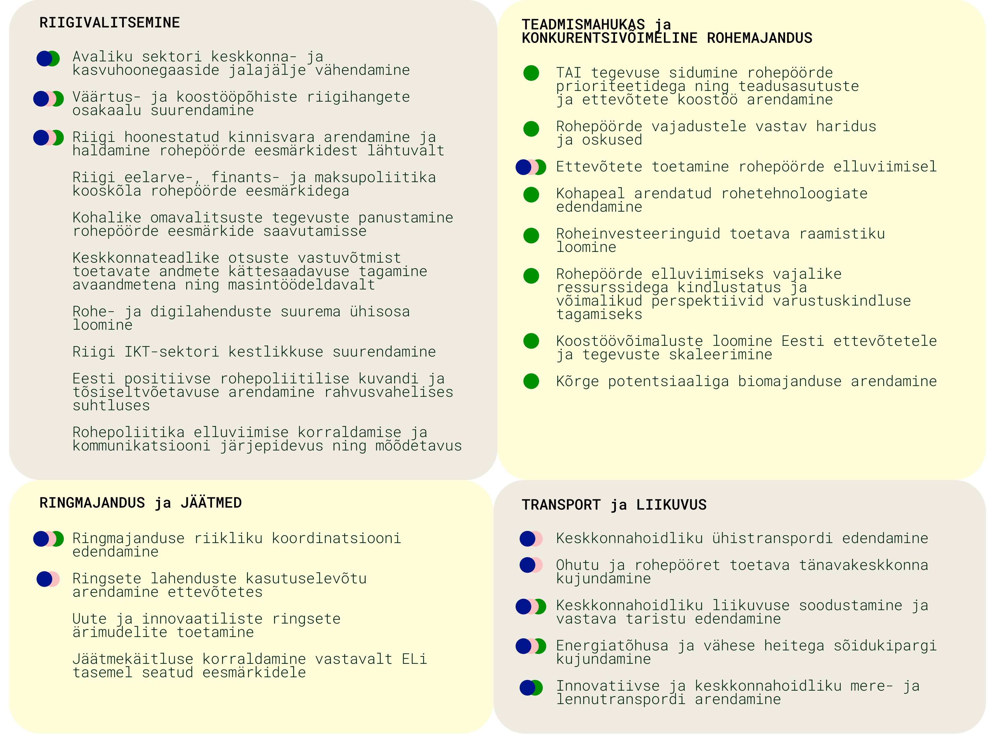 RIIGIVALITSEMINE
Avaliku sektori keskkonna- ja
kasvuhoonegaaside jalajälje vähendamine
Väärtus- ja koostööpõhiste riigihangete
osakaalu suurendamine
Riigi hoonestatud kinnisvara arendamine ja
haldamine rohepöörde eesmärkidest lähtuvalt
Riigi eelarve-, finants- ja maksupoliitika
kooskõla rohepöörde eesmärkidega
Kohalike omavalitsuste tegevuste panustamine
rohepöörde eesmärkide saavutamisse
Keskkonnateadlike otsuste vastuvõtmist
toetavate andmete kättesaadavuse tagamine
avaandmetena ning masintöödeldavalt
Rohe- ja digilahenduste suurema ühisosa
loomine
Riigi IKT-sektori kestlikkuse suurendamine
Eesti positiivse rohepoliitilise kuvandi ja
tõsiseltvõetavuse arendamine rahvusvahelises
suhtluses
Rohepoliitika elluviimise korraldamise ja
kommunikatsiooni järjepidevus ning mõõdetavus
TEADMISMAHUKAS ja
KONKURENTSIVÕIMELINE ROHEMAJANDUS
TAI tegevuse sidumine rohepöörde
prioriteetidega ning teadusasutuste
ja ettevõtete koostöö arendamine
Rohepöörde vajadustele vastav haridus
ja oskused
Ettevõtete toetamine rohepöörde elluviimisel
Kohapeal arendatud rohetehnoloogiate
edendamine
Roheinvesteeringuid toetava raamistiku
loomine
Rohepöörde elluviimiseks vajalike
ressurssidega kindlustatus ja
võimalikud perspektiivid varustuskindluse
tagamiseks
Koostöövõimaluste loomine Eesti ettevõtetele
ja tegevuste skaleerimine
Kõrge potentsiaaliga biomajanduse arendamine
RINGMAJANDUS ja JÄÄTMED
Ringmajanduse riikliku koordinatsiooni
edendamine
Ringsete lahenduste kasutuselevõtu
arendamine ettevõtetes
Uute ja innovaatiliste ringsete
ärimudelite toetamine
Jäätmekäitluse korraldamine vastavalt ELi
tasemel seatud eesmärkidele
TRANSPORT ja LIIKUVUS
Keskkonnahoidliku ühistranspordi edendamine
Ohutu ja rohepööret toetava tänavakeskkonna
kujundamine
Keskkonnahoidliku liikuvuse soodustamine ja
vastava taristu edendamine
Energiatõhusa ja vähese heitega sõidukipargi
kujundamine
Innovatiivse ja keskkonnahoidliku mere- ja
lennutranspordi arendamine